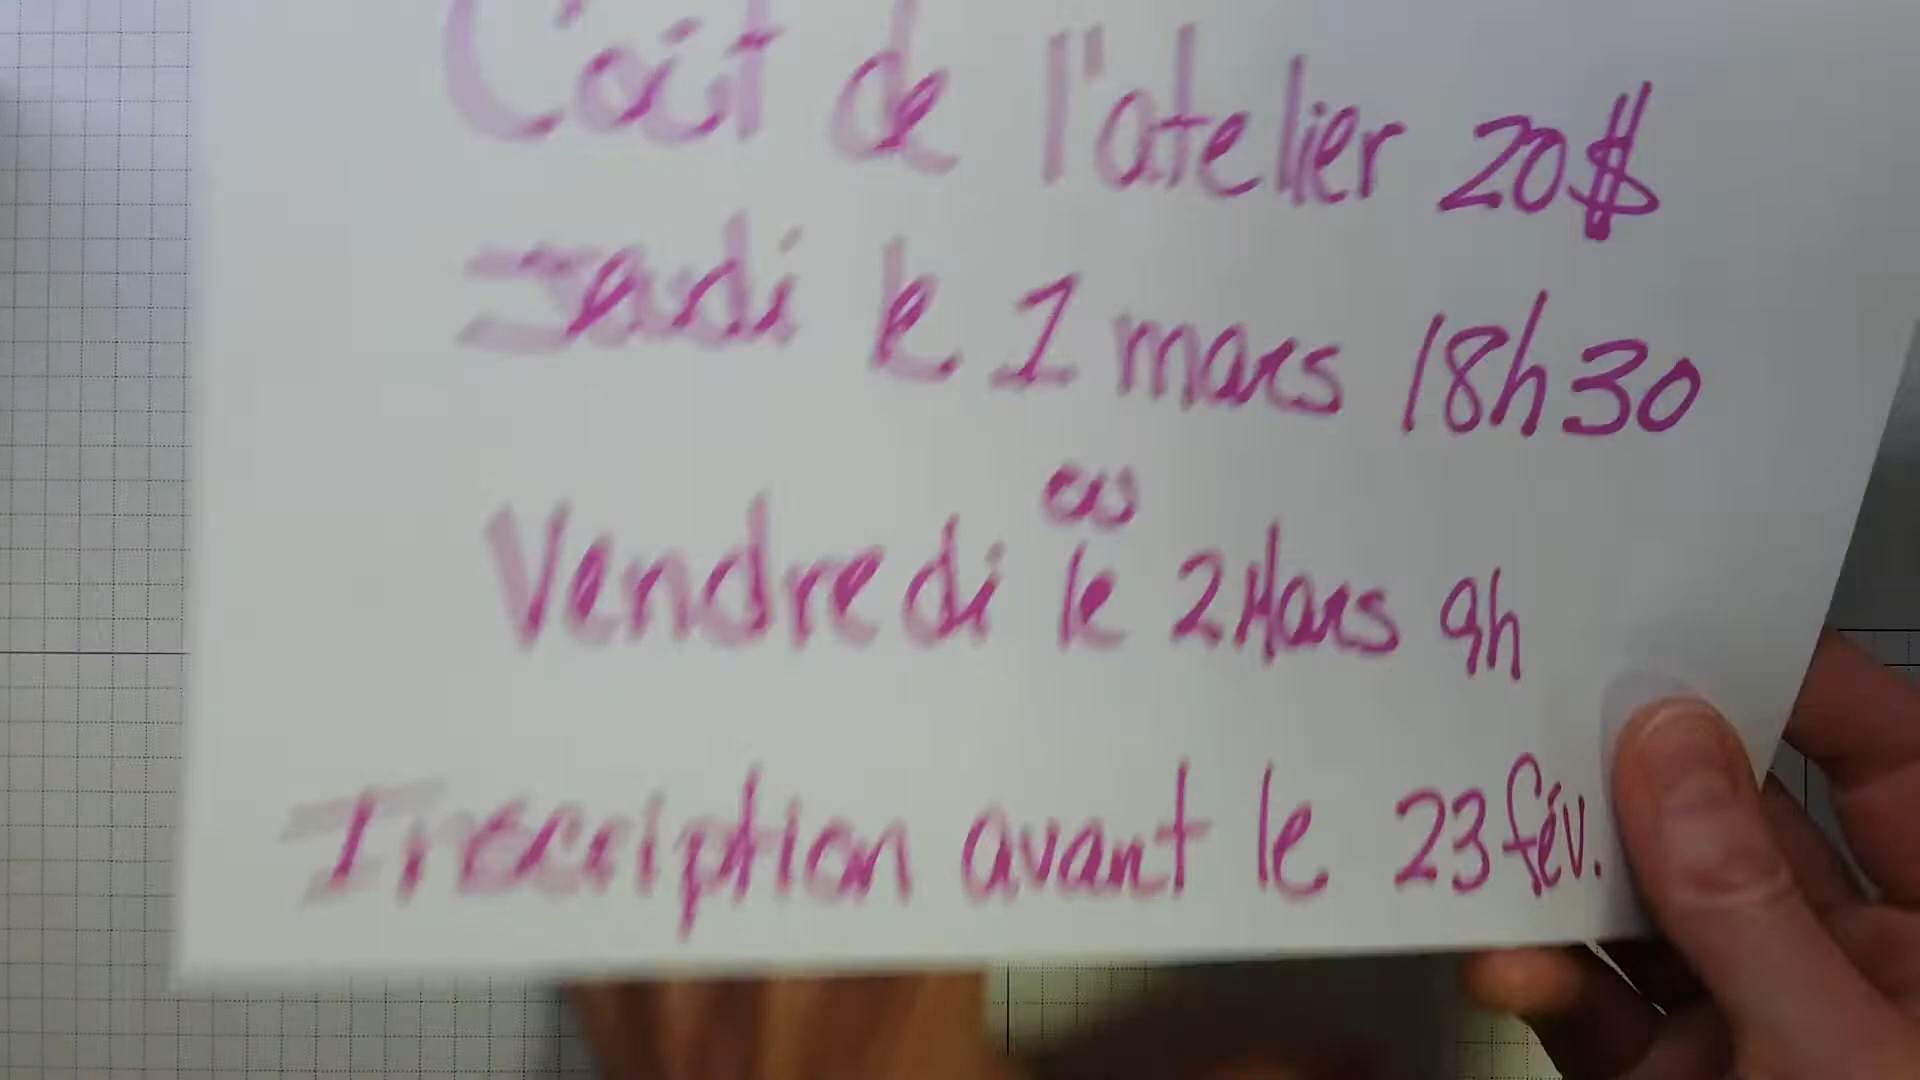 Coût de l'atelier 20$
Jeudi le 1 mars 18h30
ou
Vendredi le 2 Mars 9h
Inscription avant le 23 fév.